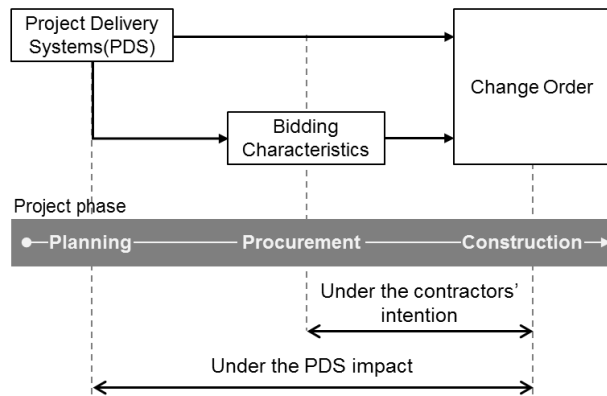 Project Delivery
Systems(PDS)
Change Order
Bidding
Characteristics
Project phase
Planning
Procurement
Construction
Under the contractors’
intention
Under the PDS impact